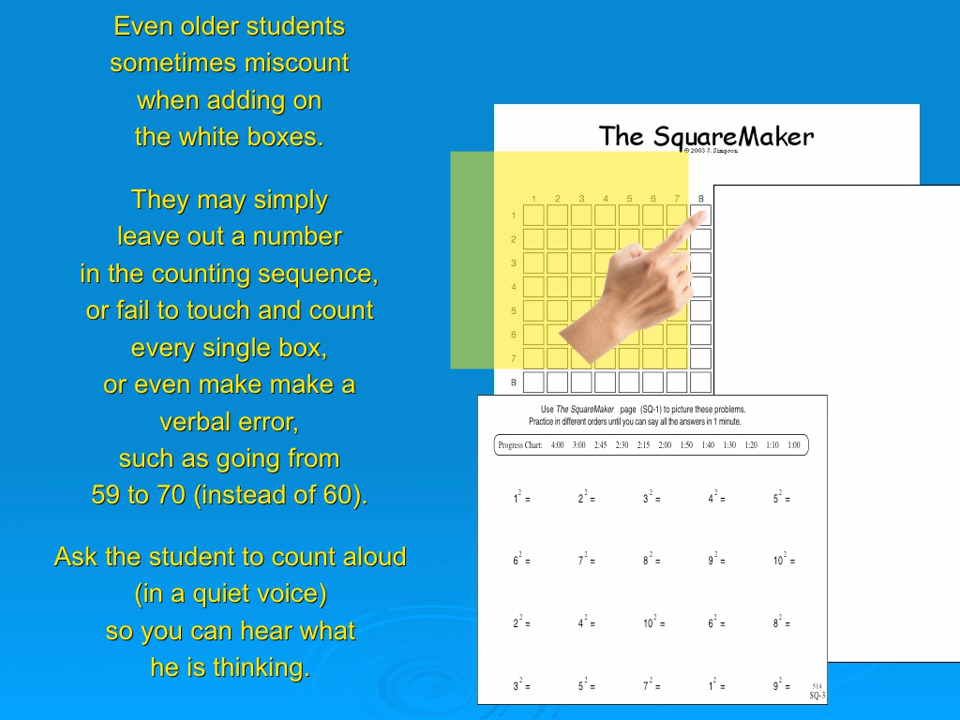 Even older students
sometimes miscount
when adding on
the white boxes.
They may simply
leave out a number
in the counting sequence,
or fail to touch and count
every single box,
or even make make a
verbal error,
such as going from
59 to 70 (instead of 60).
Ask the student to count aloud
(in a quiet voice)
so you can hear what
he is thinking.
The SquareMaker
© 2003 J. Simpson
1 2 3 4 5 6 7 8
1
2
3
4
5
6
7
8
Use The SquareMaker page (SQ-1) to picture these problems.
Practice in different orders until you can say all the answers in 1 minute.
Progress Chart: 4:00 3:00 2:45 2:30 2:15 2:00 1:50 1:40 1:30 1:20 1:10 1:00
1² = 2² = 3² = 4² = 5² =
6² = 7² = 8² = 9² = 10² =
2² = 4² = 10² = 6² = 8² =
3² = 5² = 7² = 1² = 9² =
514
SQ-3